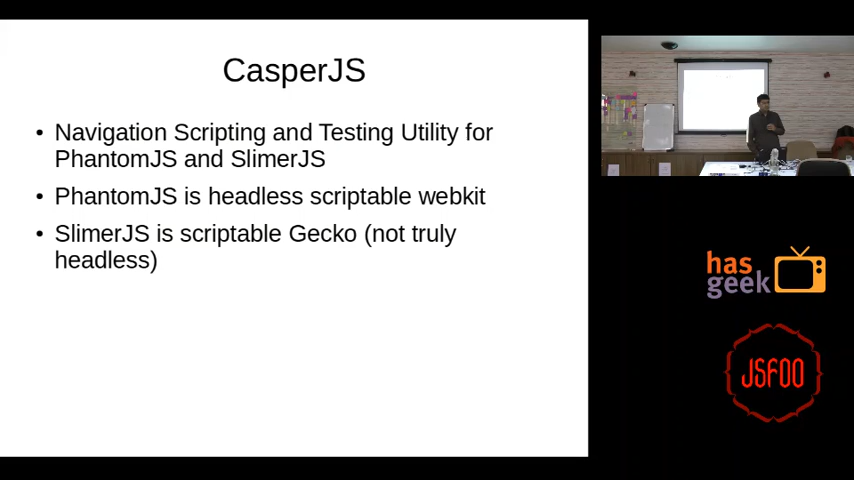 CasperJS
• Navigation Scripting and Testing Utility for
PhantomJS and SlimerJS
• PhantomJS is headless scriptable webkit
• SlimerJS is scriptable Gecko (not truly
headless)
has
geek
JSFOO